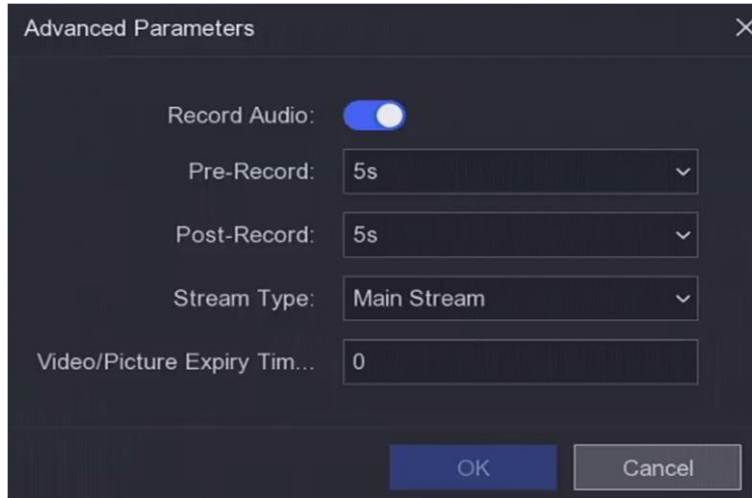 Advanced Parameters
Record Audio:
Pre-Record: 5s
Post-Record: 5s
Stream Type: Main Stream
Video/Picture Expiry Tim... 0
OK Cancel